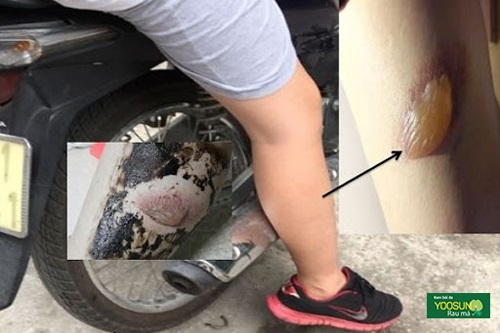 Kem bôi da
YOOSUN
Rau má